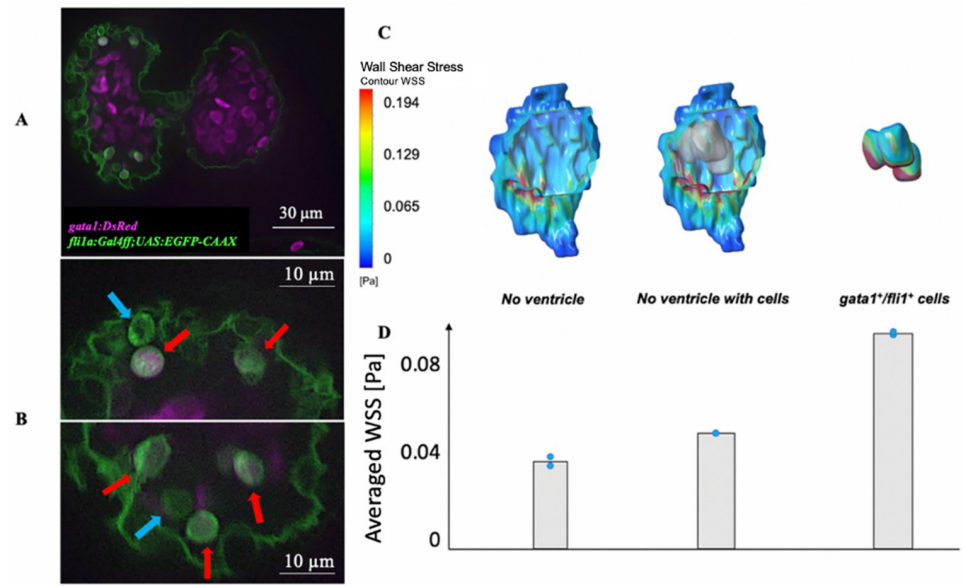 A
30 µm
gata1:DsRed
fli1a:Gal4ff;UAS:EGFP-CAAX
B
10 µm
10 µm
C
Wall Shear Stress
Contour WSS
0.194
0.129
0.065
0
[Pa]
No ventricle
No ventricle with cells
gata1⁺/fli1⁺ cells
D
Averaged WSS [Pa]
0.08
0.04
0